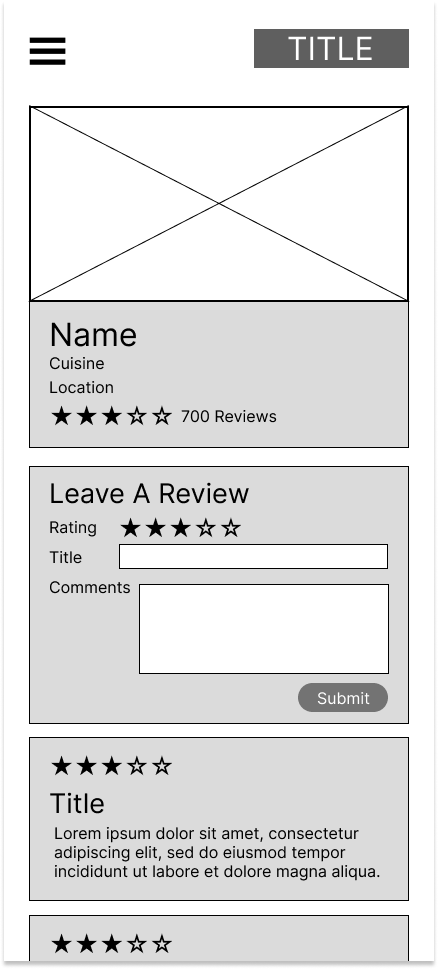 TITLE
Name
Cuisine
Location
★★★☆☆ 700 Reviews
Leave A Review
Rating ★★★☆☆
Title
Comments
Submit
★★★☆☆
Title
Lorem ipsum dolor sit amet, consectetur
adipiscing elit, sed do eiusmod tempor
incididunt ut labore et dolore magna aliqua.
★★★☆☆